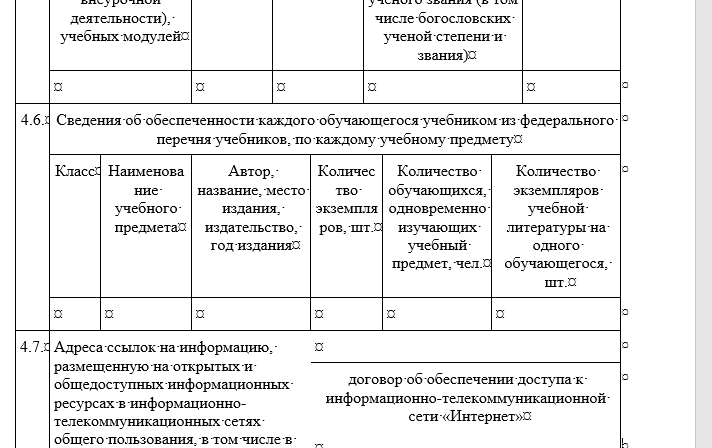 внеурочной
деятельности),
учебных модулей
ученого звания (в том
числе богословских
ученой степени и
звания)
4.6.
Сведения об обеспеченности каждого обучающегося учебником из федерального
перечня учебников, по каждому учебному предмету
Класс
Наименова
ние
учебного
предмета
Автор,
название, место
издания,
издательство,
год издания
Количес
тво
экземпля
ров, шт.
Количество
обучающихся,
одновременно
изучающих
учебный
предмет, чел.
Количество
экземпляров
учебной
литературы на
одного
обучающегося,
шт.
4.7.
Адреса ссылок на информацию,
размещенную на открытых и
общедоступных информационных
ресурсах в информационно-
телекоммуникационных сетях
общего пользования, в том числе в
договор об обеспечении доступа к
информационно-телекоммуникационной
сети «Интернет»